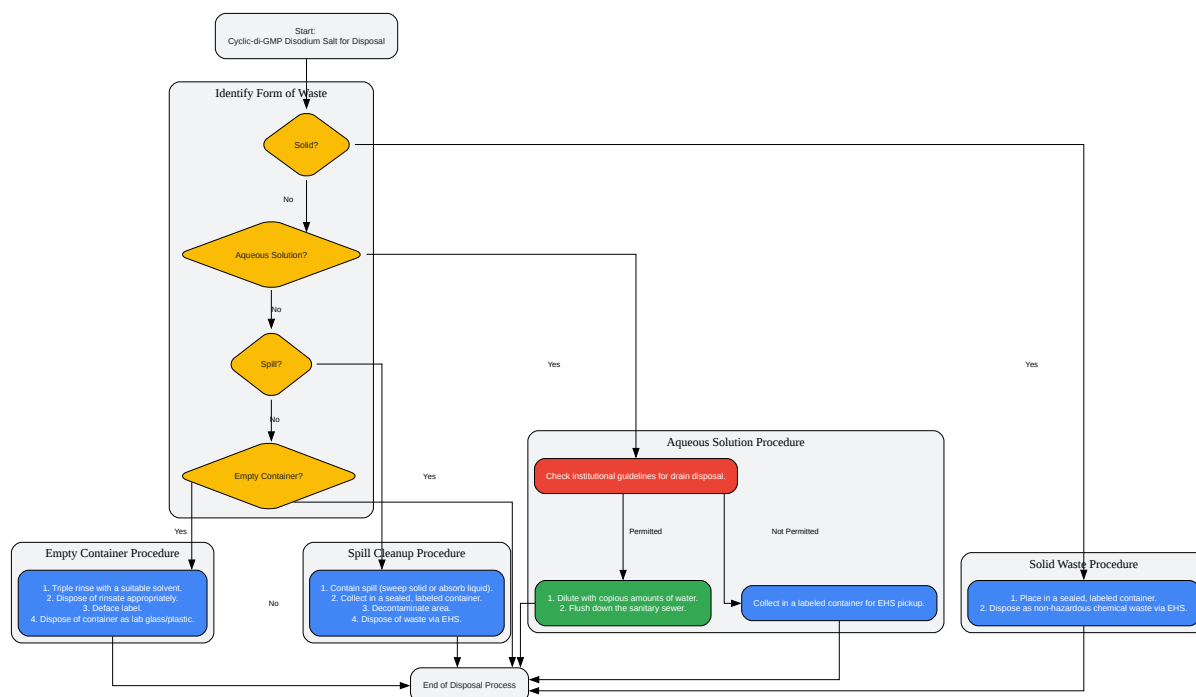 Start:
Cyclic-di-GMP Disodium Salt for Disposal
Identify Form of Waste
Solid?
No
Aqueous Solution?
No
Spill?
Yes
Yes
No
Aqueous Solution Procedure
Empty Container?
Yes
Check institutional guidelines for drain disposal.
Yes
Permitted
Not Permitted
Empty Container Procedure
1. Triple rinse with a suitable solvent.
2. Dispose of rinsate appropriately.
3. Deface label.
4. Dispose of container as lab glass/plastic.
No
Spill Cleanup Procedure
1. Contain spill (sweep solid or absorb liquid).
2. Collect in a sealed, labeled container.
3. Decontaminate area.
4. Dispose of waste via EHS.
1. Dilute with copious amounts of water.
2. Flush down the sanitary sewer.
Collect in a labeled container for EHS pickup.
Solid Waste Procedure
1. Place in a sealed, labeled container.
2. Dispose as non-hazardous chemical waste via EHS.
End of Disposal Process